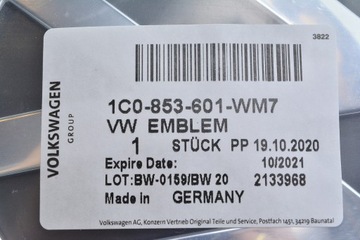 3822
VOLKSWAGEN
GROUP
1C0-853-601-WM7
VW EMBLEM
1 STÜCK PP 19.10.2020
Expire Date: 10/2021
LOT:BW-0159/BW 20 2133968
Made in GERMANY
Volkswagen AG, Konzern Vertrieb Original Teile und Service, Postfach 1451, 34219 Baunatal